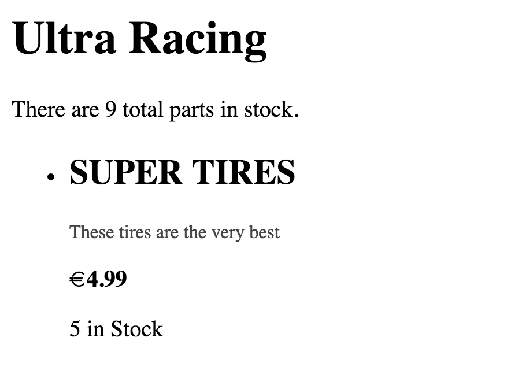 Ultra Racing
There are 9 total parts in stock.
• SUPER TIRES
These tires are the very best
€4.99
5 in Stock